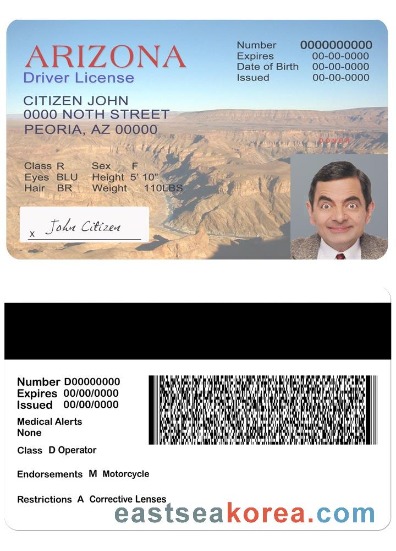 ARIZONA
Driver License
Number 0000000000
Expires 00-00-0000
Date of Birth 00-00-0000
Issued 00-00-0000
CITIZEN JOHN
0000 NOTH STREET
PEORIA, AZ 00000
Class R Sex F
Eyes BLU Height 5' 10"
Hair BR Weight 110LBS
x John Citizen
Number D00000000
Expires 00/00/0000
Issued 00/00/0000
Medical Alerts
None
Class D Operator
Endorsements M Motorcycle
Restrictions A Corrective Lenses
eastseakorea.com